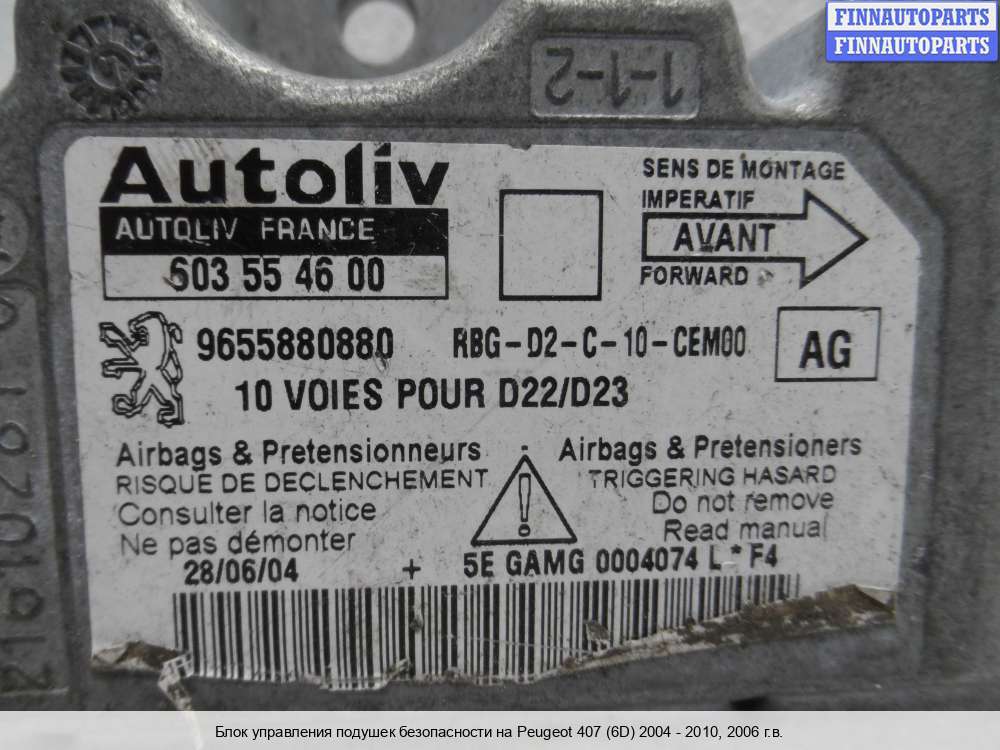 FINNAUTOPARTS
FINNAUTOPARTS
1-1-2
Autoliv
AUTOLIV FRANCE
603 55 46 00
SENS DE MONTAGE
IMPERATIF
AVANT
FORWARD
9655880880 RBG-D2-C-10-CEM00
AG
10 VOIES POUR D22/D23
Airbags & Pretensionneurs
RISQUE DE DECLENCHEMENT
Consulter la notice
Ne pas démonter
Airbags & Pretensioners
TRIGGERING HASARD
Do not remove
Read manual
28/06/04 + 5E GAMG 0004074 L * F4
Блок управления подушек безопасности на Peugeot 407 (6D) 2004 - 2010, 2006 г.в.